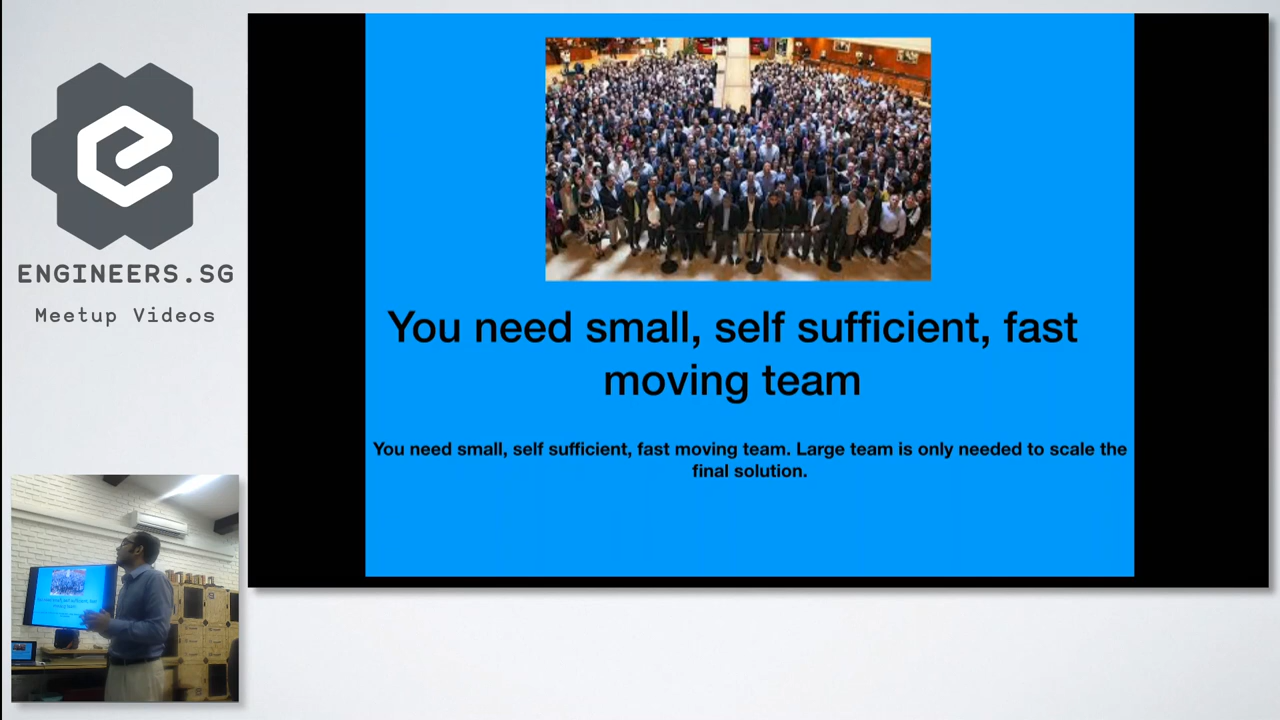 ENGINEERS.SG
Meetup Videos
You need small, self sufficient, fast
moving team
You need small, self sufficient, fast moving team. Large team is only needed to scale the
final solution.